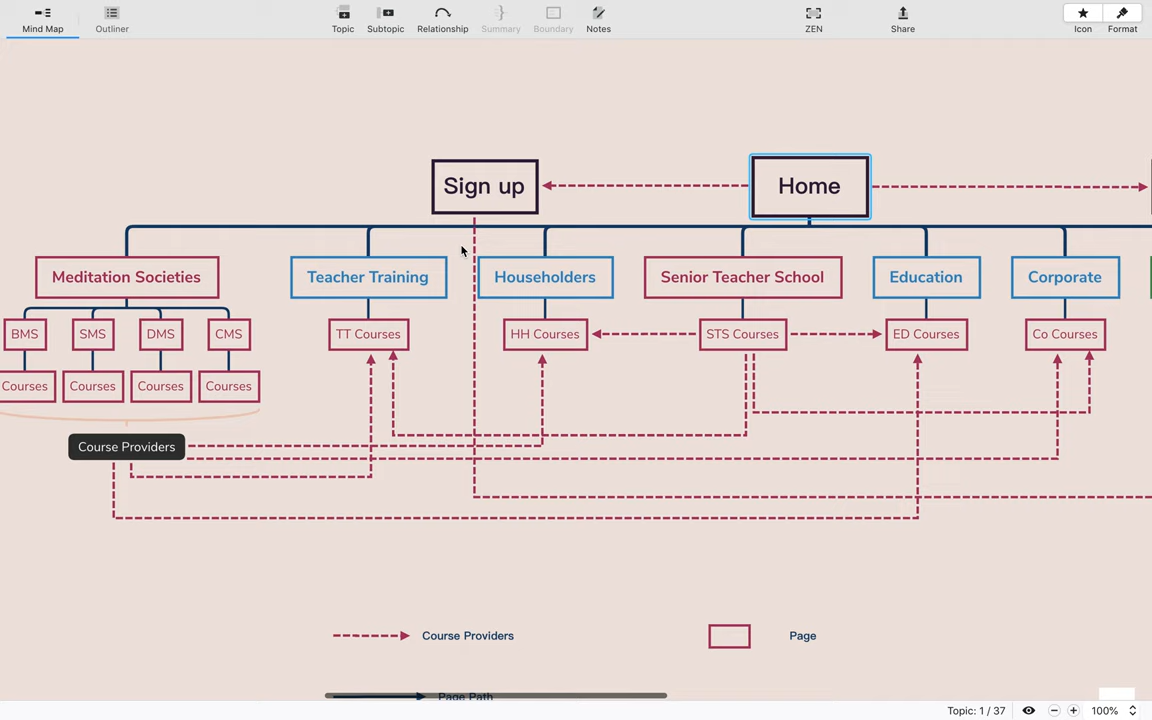 Mind Map
Outliner
Topic
Subtopic
Relationship
Summary
Boundary
Notes
ZEN
Share
Icon
Format
Sign up
Home
Meditation Societies
Teacher Training
Householders
Senior Teacher School
Education
Corporate
BMS
SMS
DMS
CMS
TT Courses
HH Courses
STS Courses
ED Courses
Co Courses
Courses
Courses
Courses
Courses
Course Providers
Course Providers
Page
Page Path
Topic: 1 / 37
100%